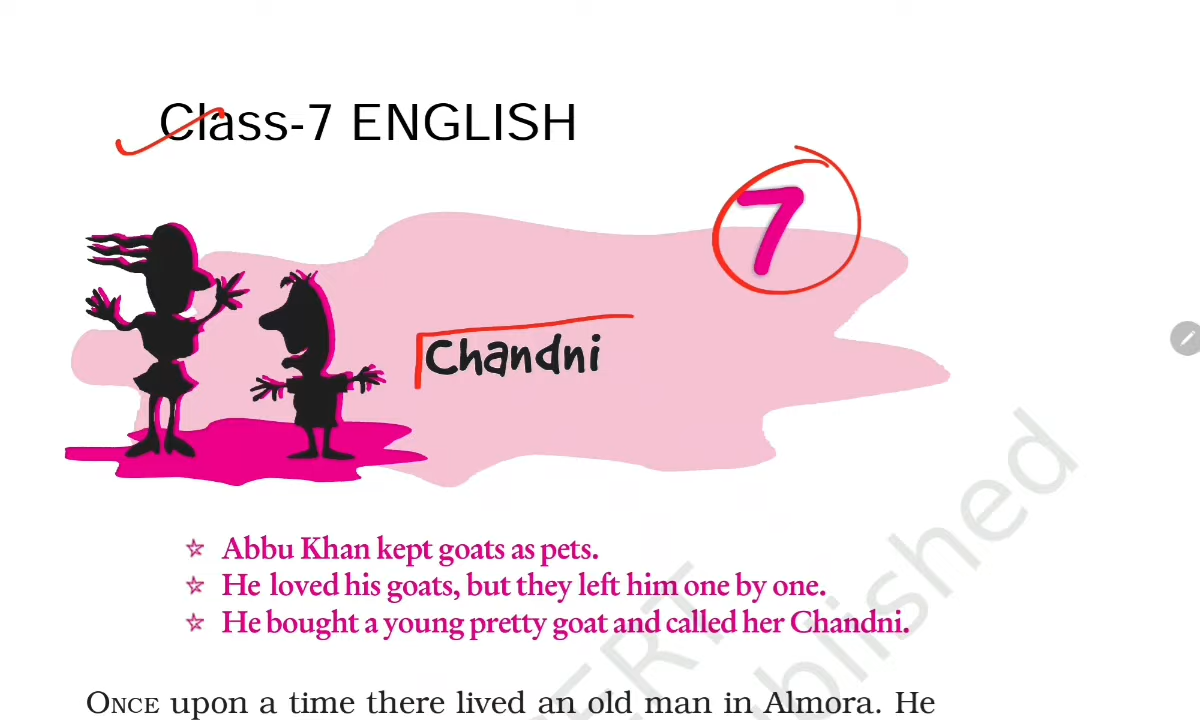 Class-7 ENGLISH
7
Chandni
☆ Abbu Khan kept goats as pets.
☆ He loved his goats, but they left him one by one.
☆ He bought a young pretty goat and called her Chandni.
ONCE upon a time there lived an old man in Almora. He